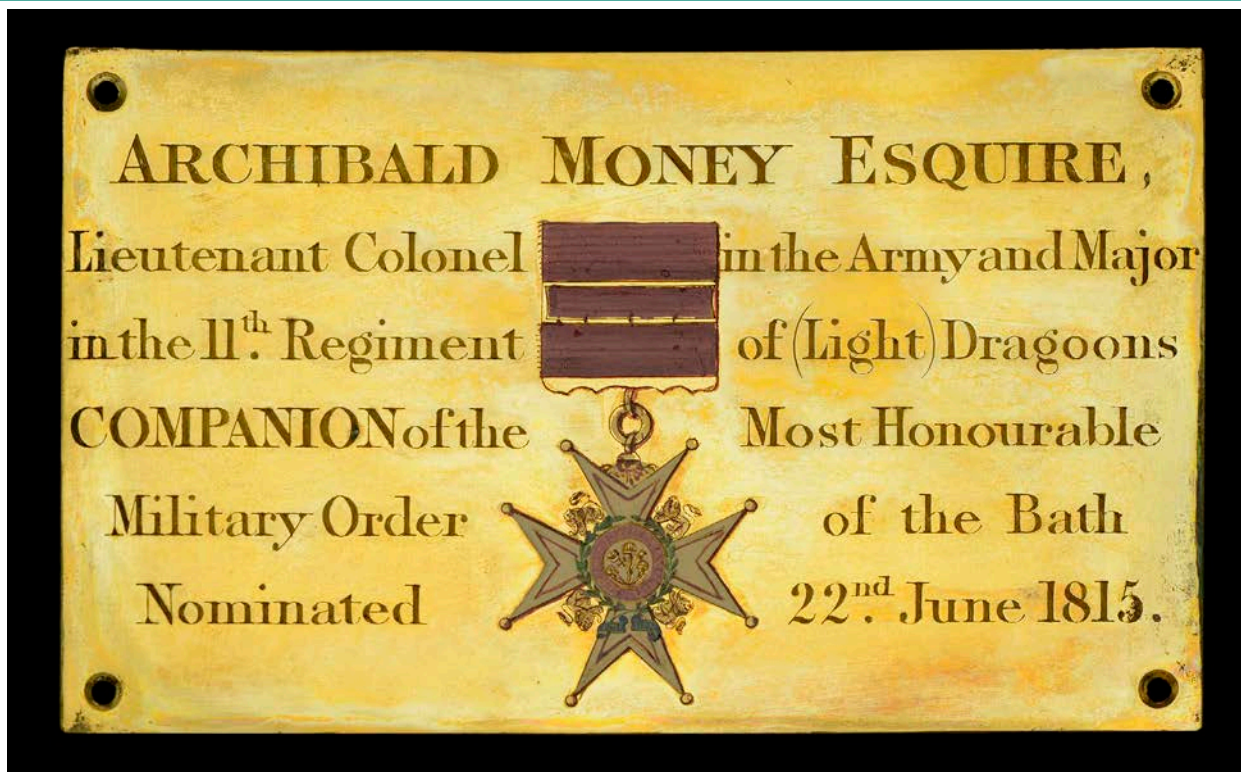 ARCHIBALD MONEY ESQUIRE,
Lieutenant Colonel in the Army and Major
in the 11th. Regiment of (Light) Dragoons
COMPANION of the Most Honourable
Military Order of the Bath
Nominated 22nd. June 1815.